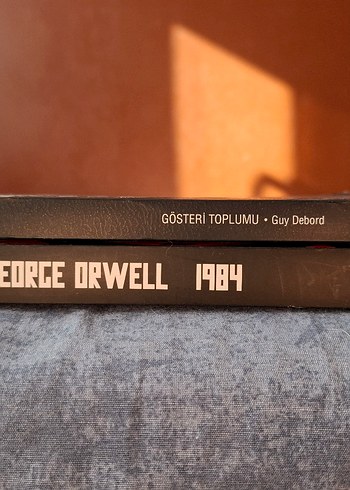 GÖSTERİ TOPLUMU • Guy Debord
EORGE ORWELL 1984